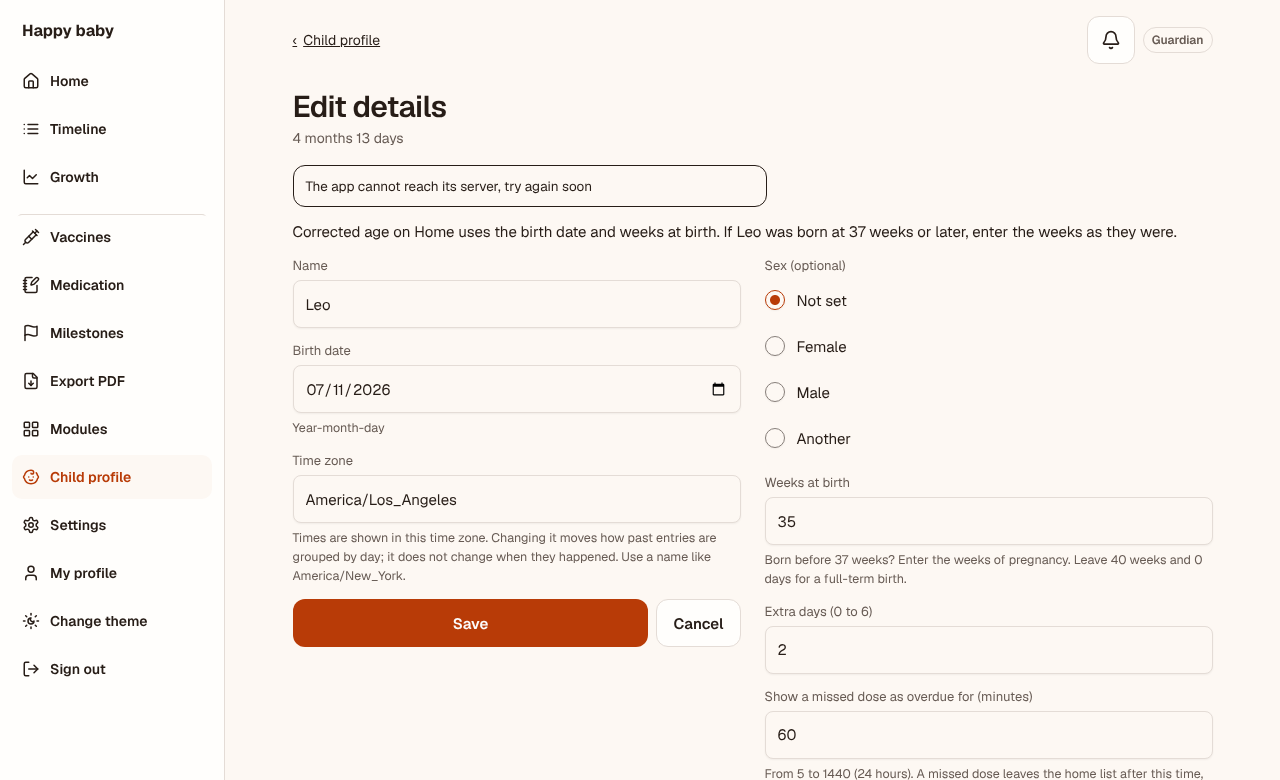 Happy baby
Home
Timeline
Growth
Vaccines
Medication
Milestones
Export PDF
Modules
Child profile
Settings
My profile
Change theme
Sign out
‹ Child profile
Guardian
Edit details
4 months 13 days
The app cannot reach its server, try again soon
Corrected age on Home uses the birth date and weeks at birth. If Leo was born at 37 weeks or later, enter the weeks as they were.
Name
Leo
Birth date
07/11/2026
Year-month-day
Time zone
America/Los_Angeles
Times are shown in this time zone. Changing it moves how past entries are
grouped by day; it does not change when they happened. Use a name like
America/New_York.
Save
Cancel
Sex (optional)
Not set
Female
Male
Another
Weeks at birth
35
Born before 37 weeks? Enter the weeks of pregnancy. Leave 40 weeks and 0
days for a full-term birth.
Extra days (0 to 6)
2
Show a missed dose as overdue for (minutes)
60
From 5 to 1440 (24 hours). A missed dose leaves the home list after this time,